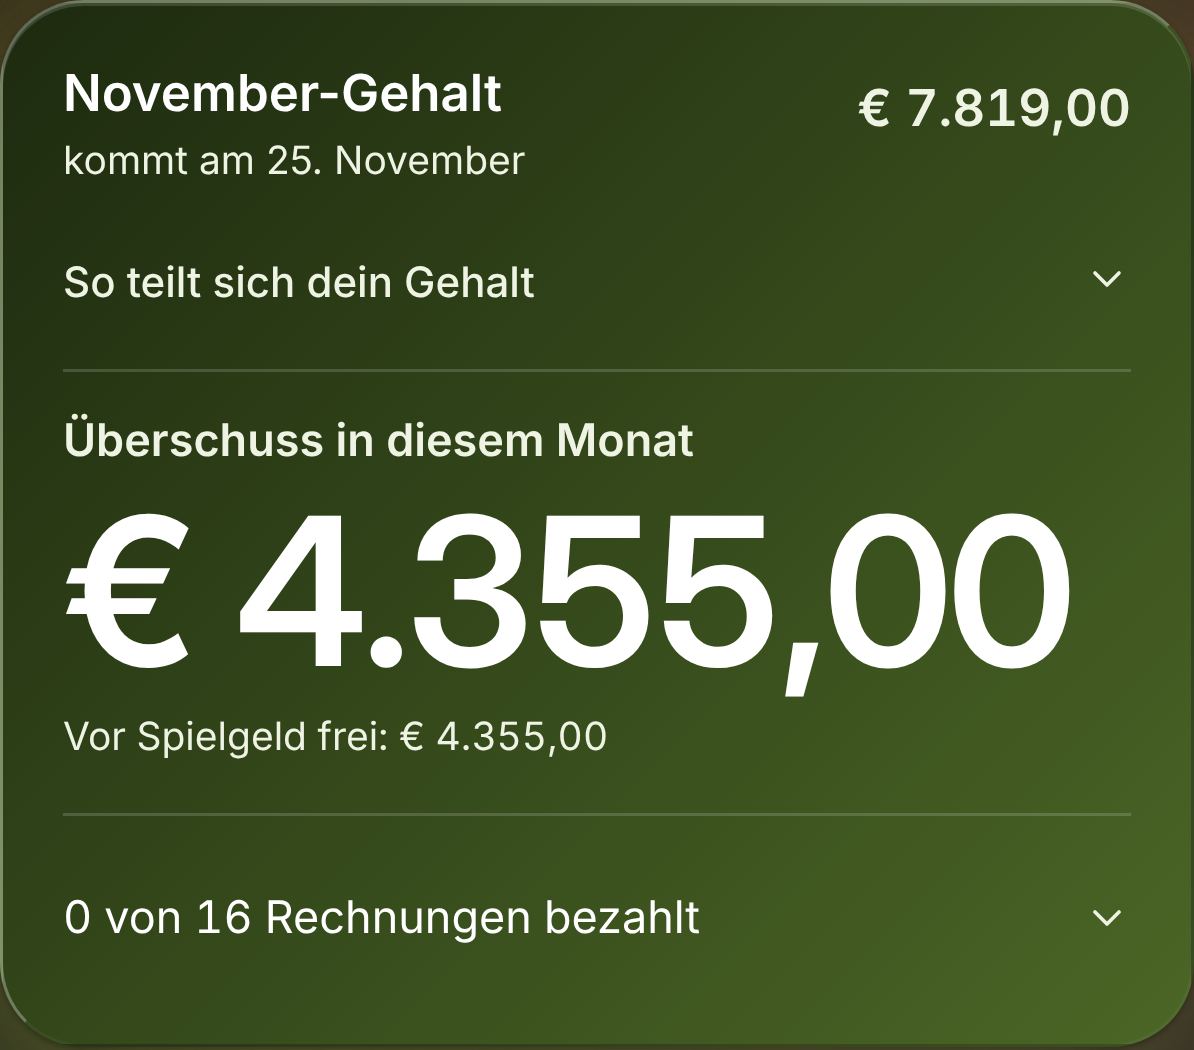 November-Gehalt
€ 7.819,00
kommt am 25. November
So teilt sich dein Gehalt
Überschuss in diesem Monat
€ 4.355,00
Vor Spielgeld frei: € 4.355,00
0 von 16 Rechnungen bezahlt